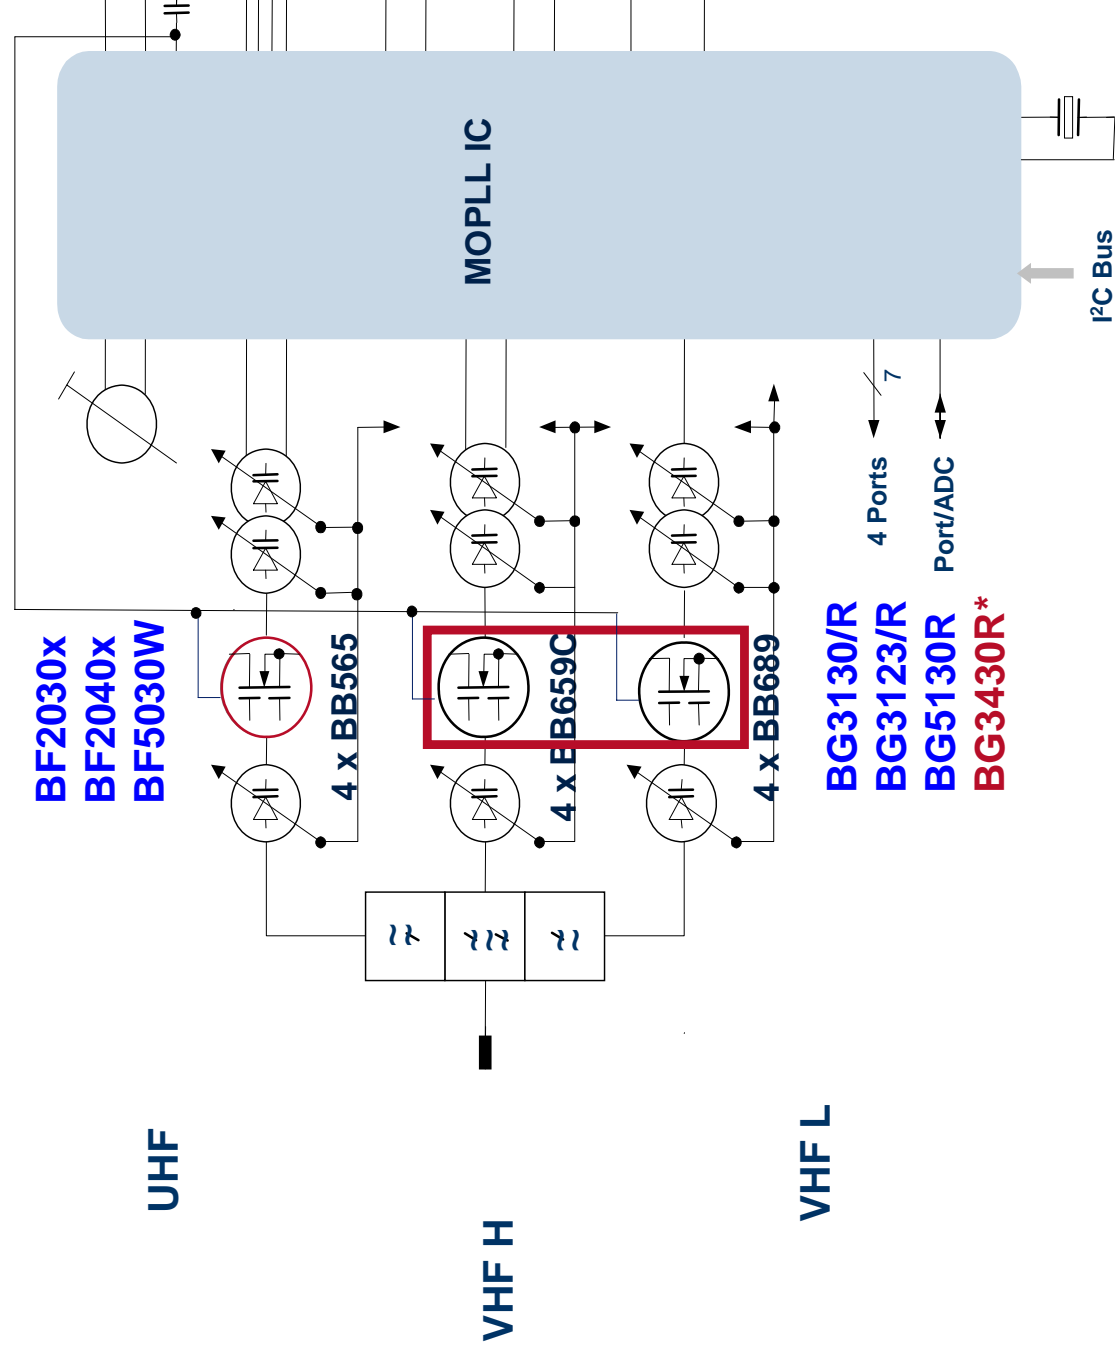 UHF
VHF H
VHF L
BF2030x
BF2040x
BF5030W
4 x BB565
4 x BB659C
4 x BB689
BG3130/R
BG3123/R
BG5130R
BG3430R*
MOPLL IC
4 Ports
7
Port/ADC
I²C Bus